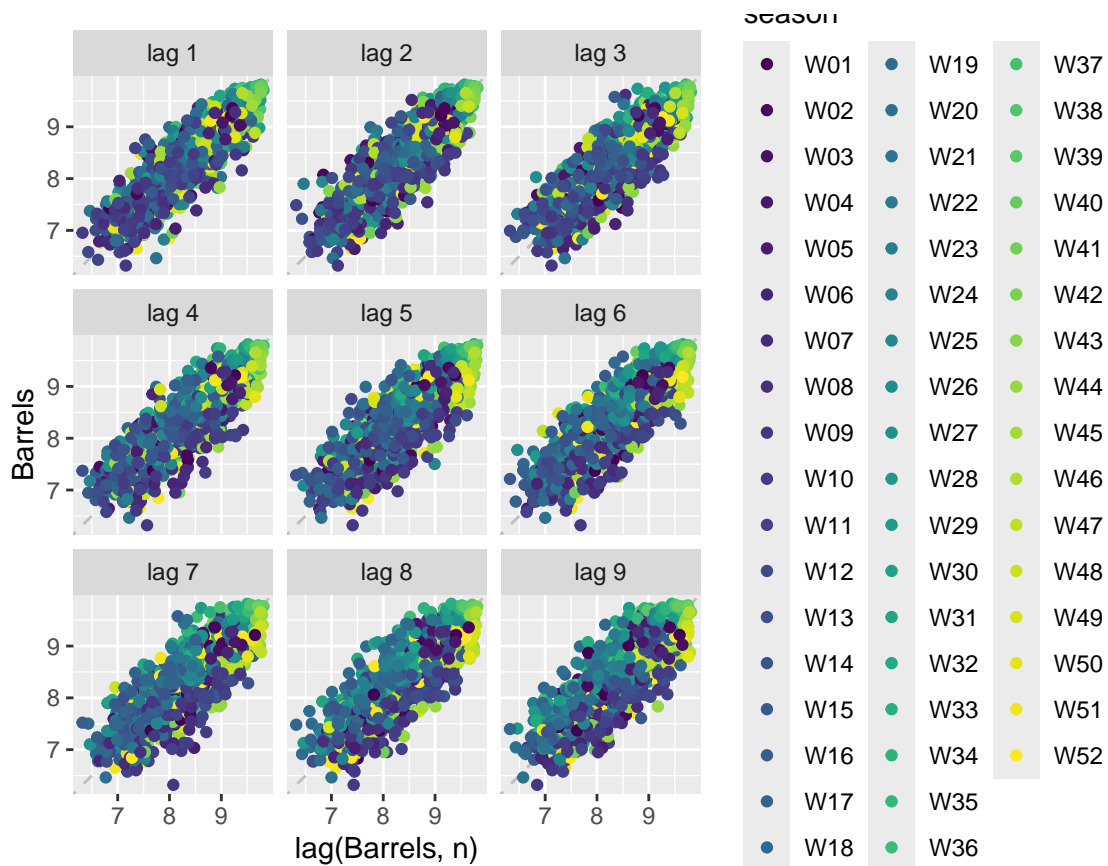 season
lag 1 lag 2 lag 3
9
8
7
lag 4 lag 5 lag 6
9
8
7
lag 7 lag 8 lag 9
9
8
7
7 8 9 7 8 9 7 8 9
Barrels
lag(Barrels, n)
W01
W02
W03
W04
W05
W06
W07
W08
W09
W10
W11
W12
W13
W14
W15
W16
W17
W18
W19
W20
W21
W22
W23
W24
W25
W26
W27
W28
W29
W30
W31
W32
W33
W34
W35
W36
W37
W38
W39
W40
W41
W42
W43
W44
W45
W46
W47
W48
W49
W50
W51
W52